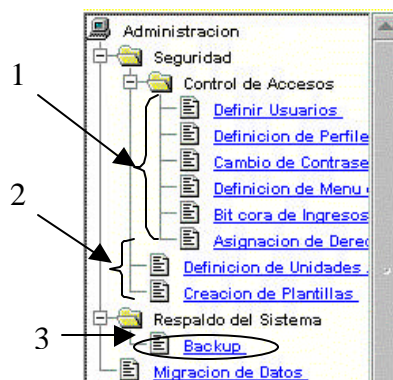 Administracion
Seguridad
1
Control de Accesos
Definir Usuarios
Definicion de Perfile
Cambio de Contrase
Definicion de Menu
2
Bit cora de Ingresos
Asignacion de Derec
Definicion de Unidades
Creacion de Plantillas
Respaldo del Sistema
3
Backup
Migracion de Datos